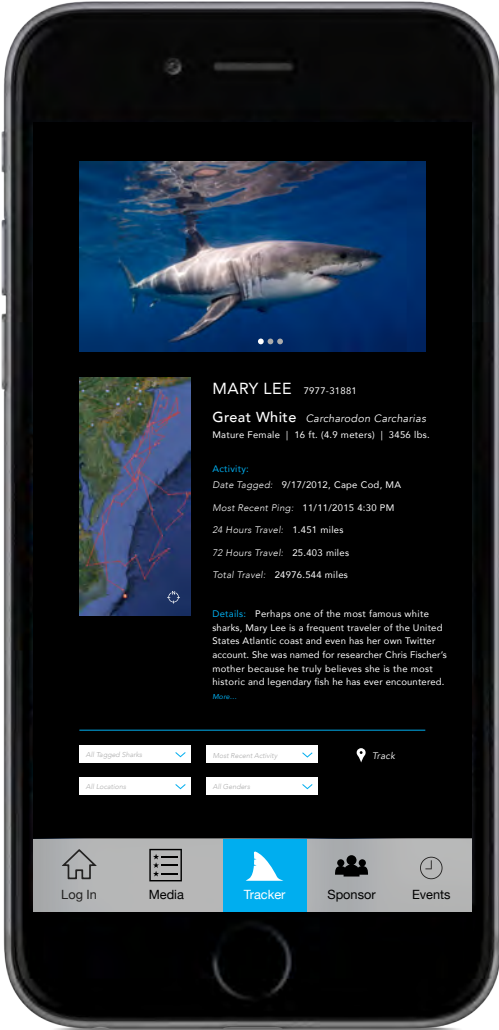 MARY LEE 7977-31881
Great White Carcharodon Carcharias
Mature Female | 16 ft. (4.9 meters) | 3456 lbs.
Activity:
Date Tagged: 9/17/2012, Cape Cod, MA
Most Recent Ping: 11/11/2015 4:30 PM
24 Hours Travel: 1.451 miles
72 Hours Travel: 25.403 miles
Total Travel: 24976.544 miles
Details: Perhaps one of the most famous white
sharks, Mary Lee is a frequent traveler of the United
States Atlantic coast and even has her own Twitter
account. She was named for researcher Chris Fischer's
mother because he truly believes she is the most
historic and legendary fish he has ever encountered.
More...
All Tagged Sharks
Most Recent Activity
Track
All Locations
All Genders
Log In
Media
Tracker
Sponsor
Events